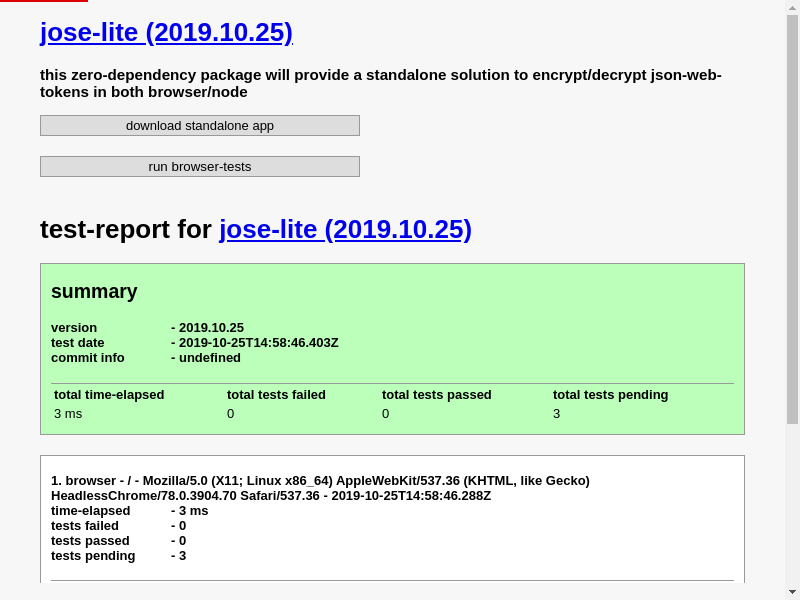 jose-lite (2019.10.25)
this zero-dependency package will provide a standalone solution to encrypt/decrypt json-web-
tokens in both browser/node
download standalone app
run browser-tests
test-report for jose-lite (2019.10.25)
summary
version - 2019.10.25
test date - 2019-10-25T14:58:46.403Z
commit info - undefined
total time-elapsed total tests failed total tests passed total tests pending
3 ms 0 0 3
1. browser - / - Mozilla/5.0 (X11; Linux x86_64) AppleWebKit/537.36 (KHTML, like Gecko)
HeadlessChrome/78.0.3904.70 Safari/537.36 - 2019-10-25T14:58:46.288Z
time-elapsed - 3 ms
tests failed - 0
tests passed - 0
tests pending - 3